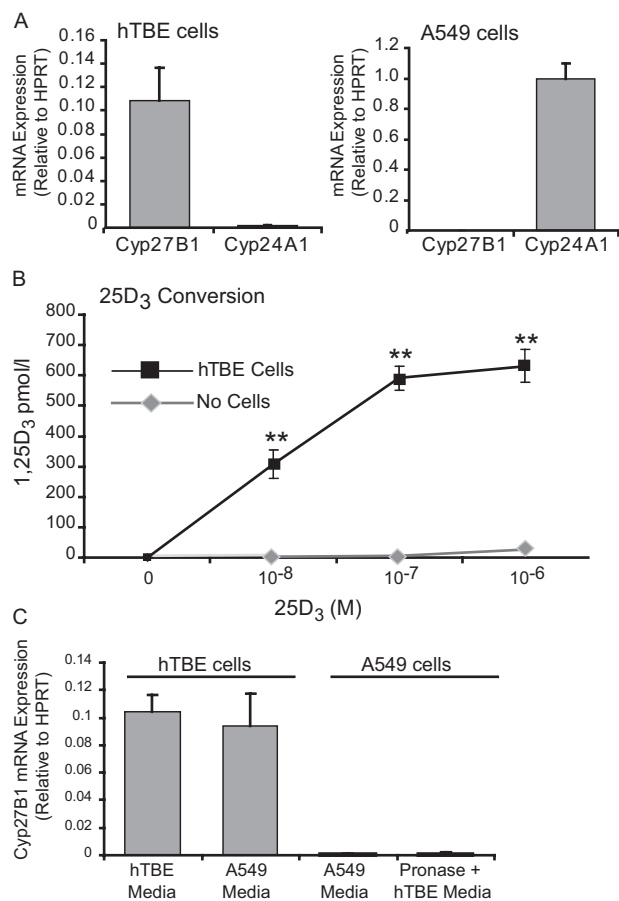 A
hTBE cells
mRNA Expression
(Relative to HPRT)
0.16
0.14
0.12
0.10
0.08
0.06
0.04
0.02
0
Cyp27B1
Cyp24A1
A549 cells
mRNA Expression
(Relative to HPRT)
1.2
1.0
0.8
0.6
0.4
0.2
0
Cyp27B1
Cyp24A1
B
25D3 Conversion
1,25D3 pmol/l
800
700
600
500
400
300
200
100
0
hTBE Cells
No Cells
**
**
**
0
10-8
10-7
10-6
25D3 (M)
C
hTBE cells
A549 cells
Cyp27B1 mRNA Expression
(Relative to HPRT)
0.14
0.12
0.1
0.08
0.06
0.04
0.02
0
hTBE
Media
A549
Media
A549
Media
Pronase +
hTBE Media